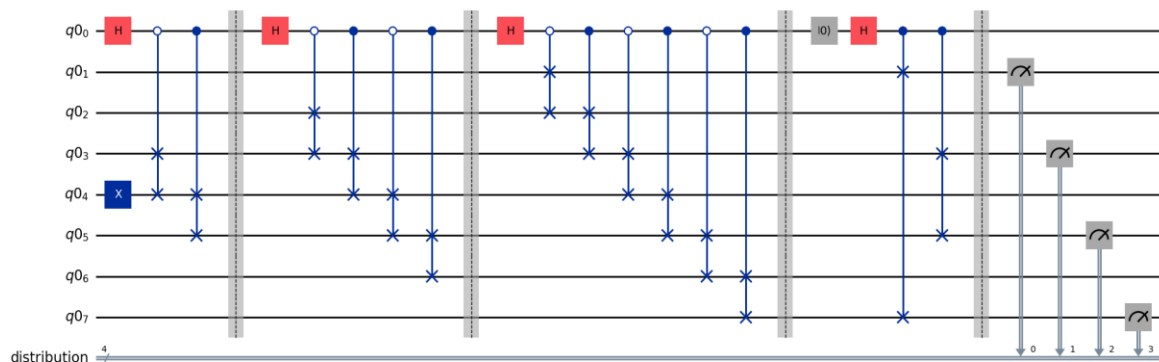 q0₀ H H H |0⟩ H
q0₁
q0₂
q0₃
q0₄ X
q0₅
q0₆
q0₇
distribution 4 0 1 2 3